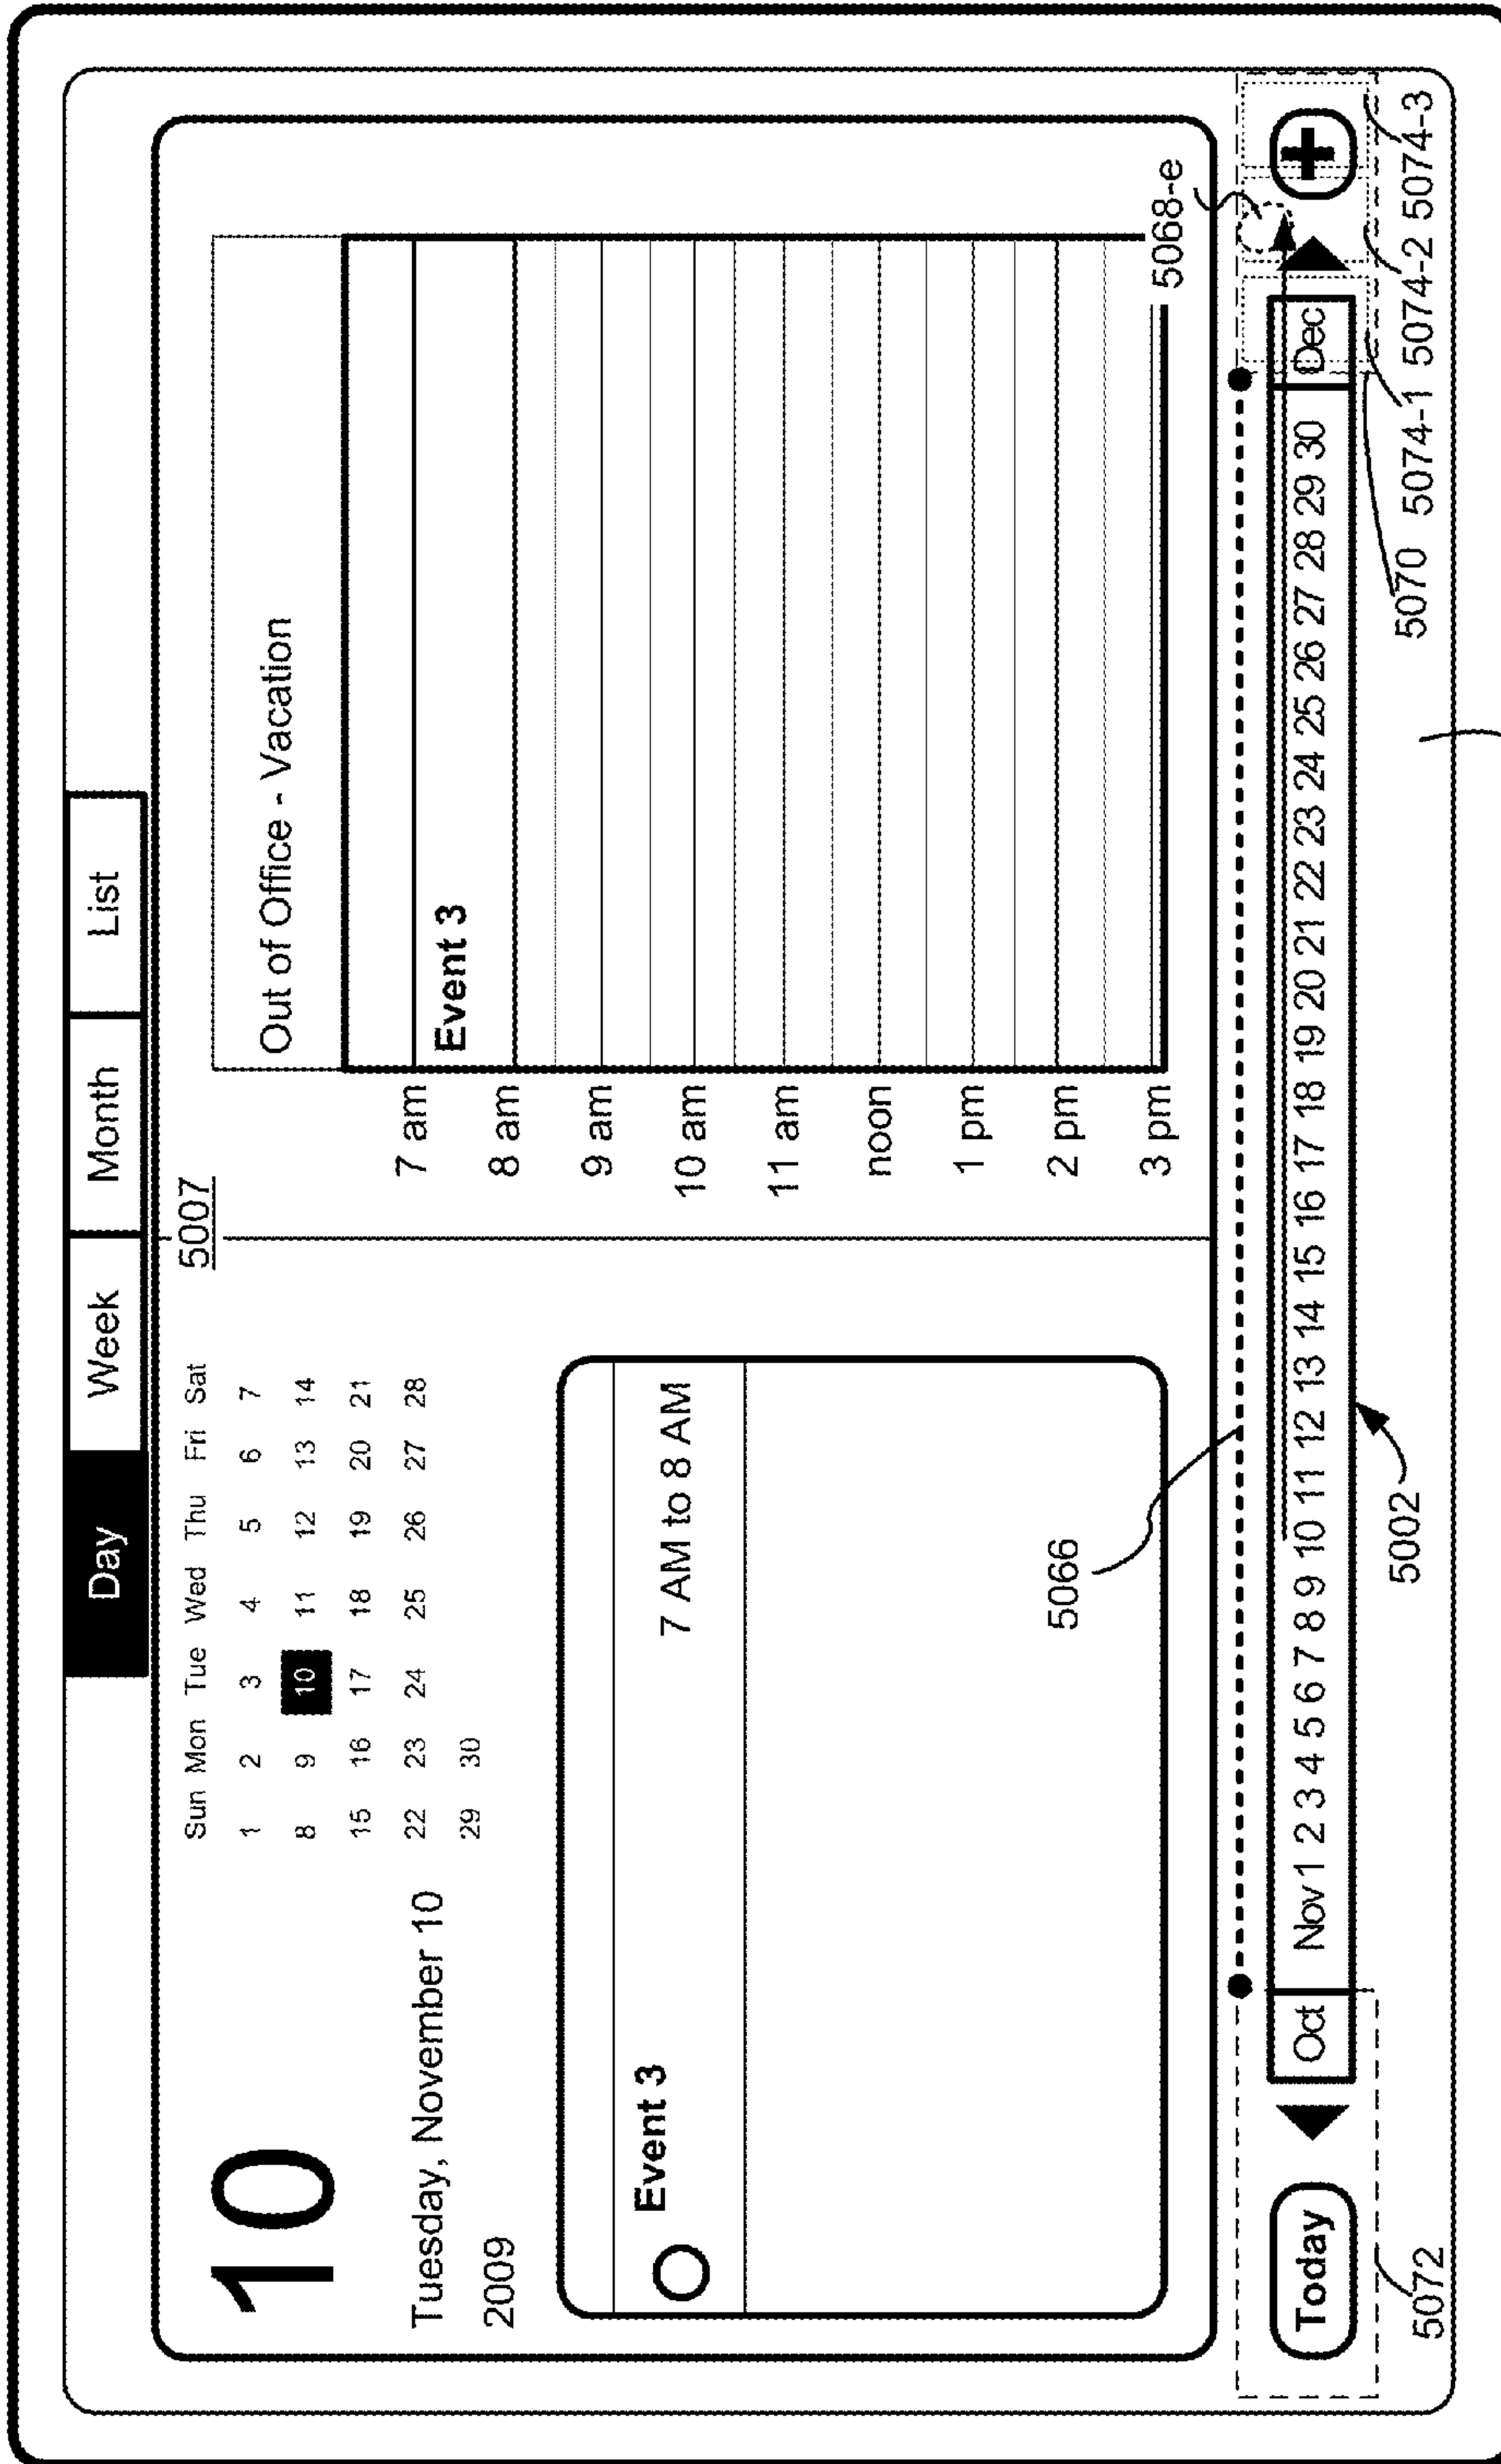 Day Week Month List
5007
10
Tuesday, November 10
2009
Sun Mon Tue Wed Thu Fri Sat
1 2 3 4 5 6 7
8 9 10 11 12 13 14
15 16 17 18 19 20 21
22 23 24 25 26 27 28
29 30
Event 3
7 AM to 8 AM
Out of Office - Vacation
7 am
Event 3
8 am
9 am
10 am
11 am
noon
1 pm
2 pm
3 pm
5066
5068-e
Today Oct Nov 1 2 3 4 5 6 7 8 9 10 11 12 13 14 15 16 17 18 19 20 21 22 23 24 25 26 27 28 29 30 Dec +
5072
5002
5070 5074-1 5074-2 5074-3